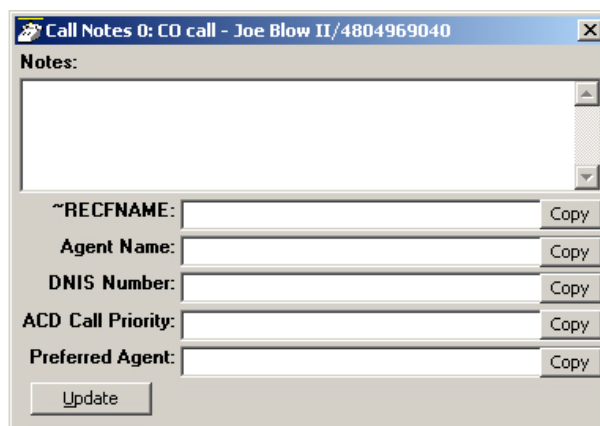 Call Notes 0: CO call - Joe Blow II/4804969040
Notes:
~RECFNAME: Copy
Agent Name: Copy
DNIS Number: Copy
ACD Call Priority: Copy
Preferred Agent: Copy
Update